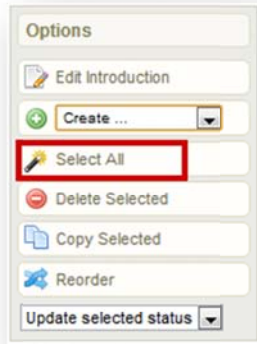 Options
Edit Introduction
Create ...
Select All
Delete Selected
Copy Selected
Reorder
Update selected status